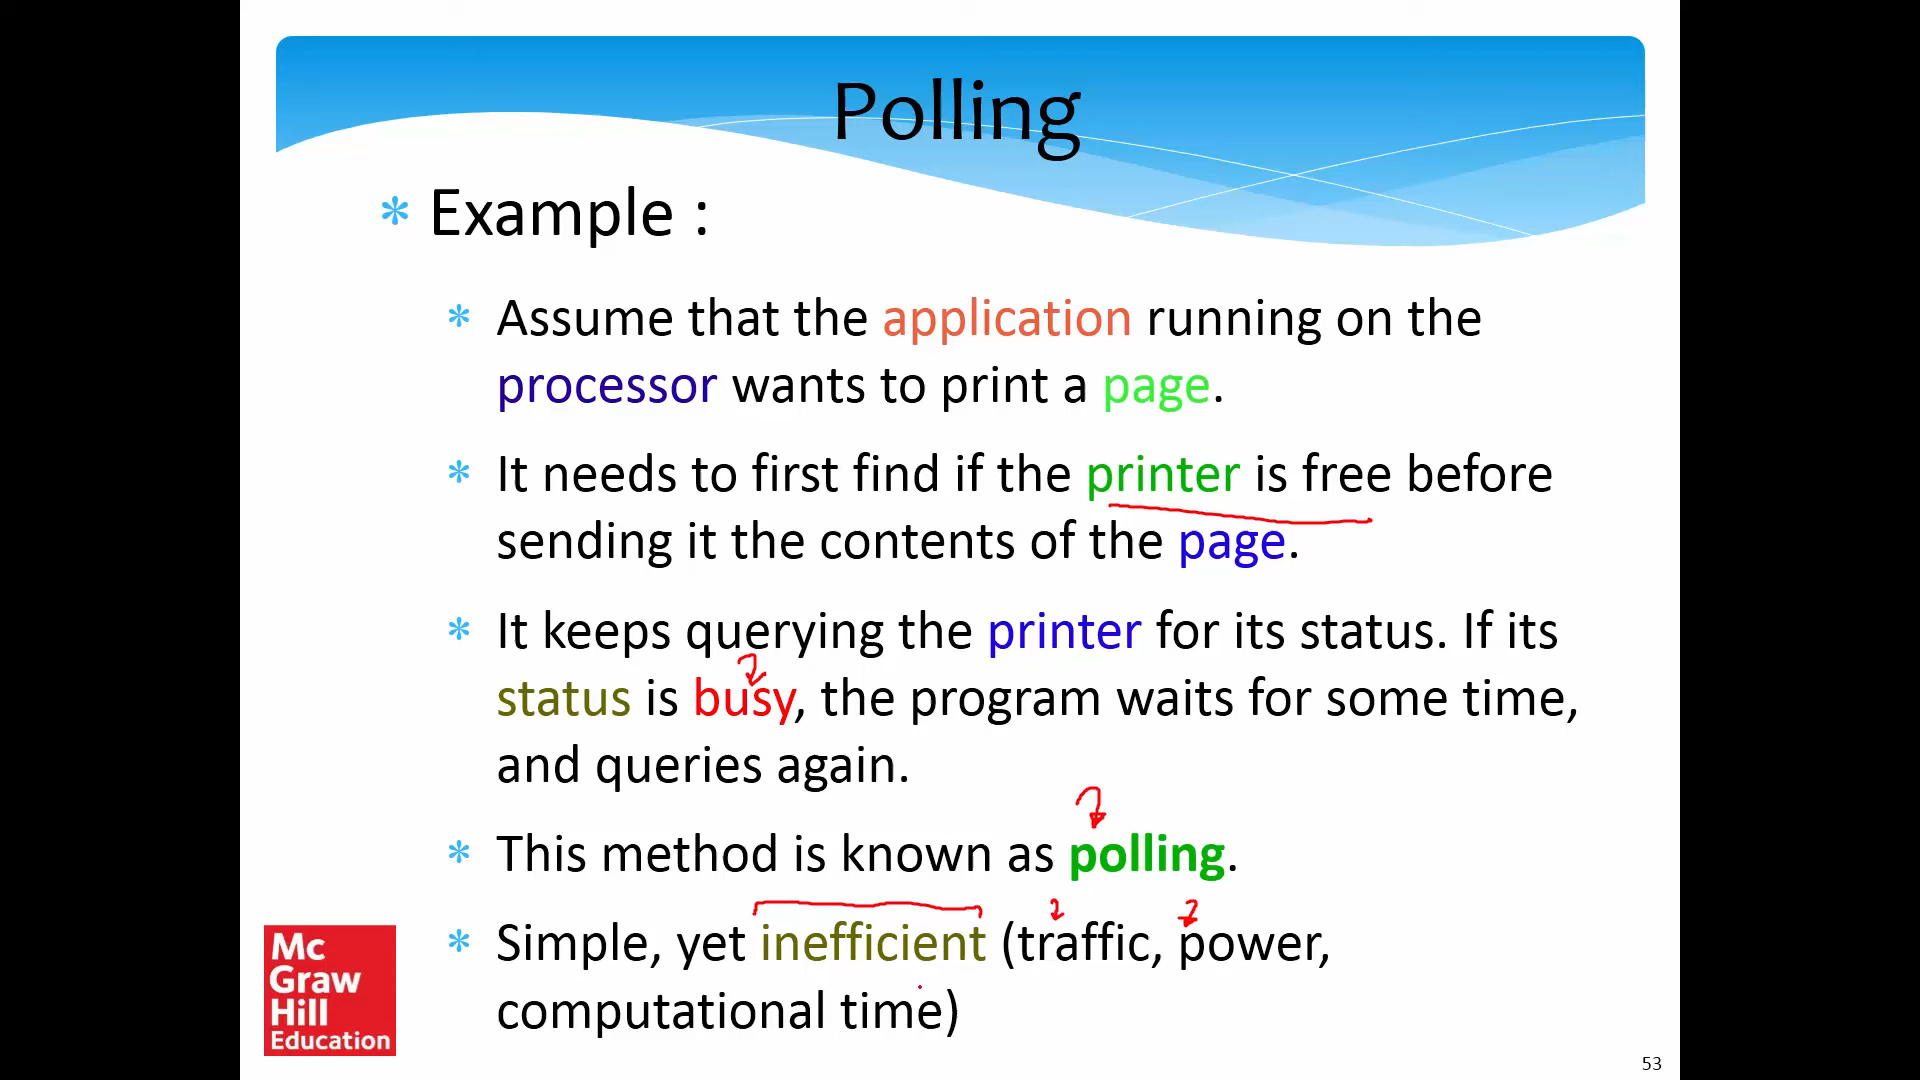 Polling
* Example :
* Assume that the application running on the
processor wants to print a page.
* It needs to first find if the printer is free before
sending it the contents of the page.
* It keeps querying the printer for its status. If its
status is busy, the program waits for some time,
and queries again.
* This method is known as polling.
* Simple, yet inefficient (traffic, power,
computational time)
Mc
Graw
Hill
Education
53